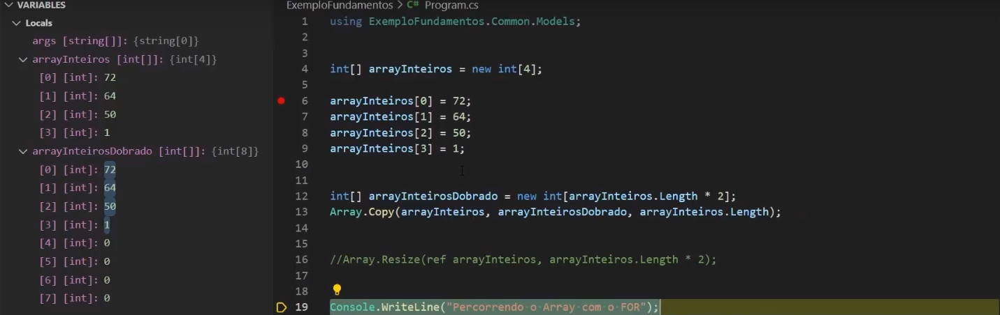 VARIABLES
Locals
args [string[]]: {string[0]}
arrayInteiros [int[]]: {int[4]}
[0] [int]: 72
[1] [int]: 64
[2] [int]: 50
[3] [int]: 1
arrayInteirosDobrado [int[]]: {int[8]}
[0] [int]: 72
[1] [int]: 64
[2] [int]: 50
[3] [int]: 1
[4] [int]: 0
[5] [int]: 0
[6] [int]: 0
[7] [int]: 0
ExemploFundamentos > C# Program.cs
1 using ExemploFundamentos.Common.Models;
2
3
4 int[] arrayInteiros = new int[4];
5
6 arrayInteiros[0] = 72;
7 arrayInteiros[1] = 64;
8 arrayInteiros[2] = 50;
9 arrayInteiros[3] = 1;
10
11
12 int[] arrayInteirosDobrado = new int[arrayInteiros.Length * 2];
13 Array.Copy(arrayInteiros, arrayInteirosDobrado, arrayInteiros.Length);
14
15
16 //Array.Resize(ref arrayInteiros, arrayInteiros.Length * 2);
17
18
19 Console.WriteLine("Percorrendo o Array com o FOR");